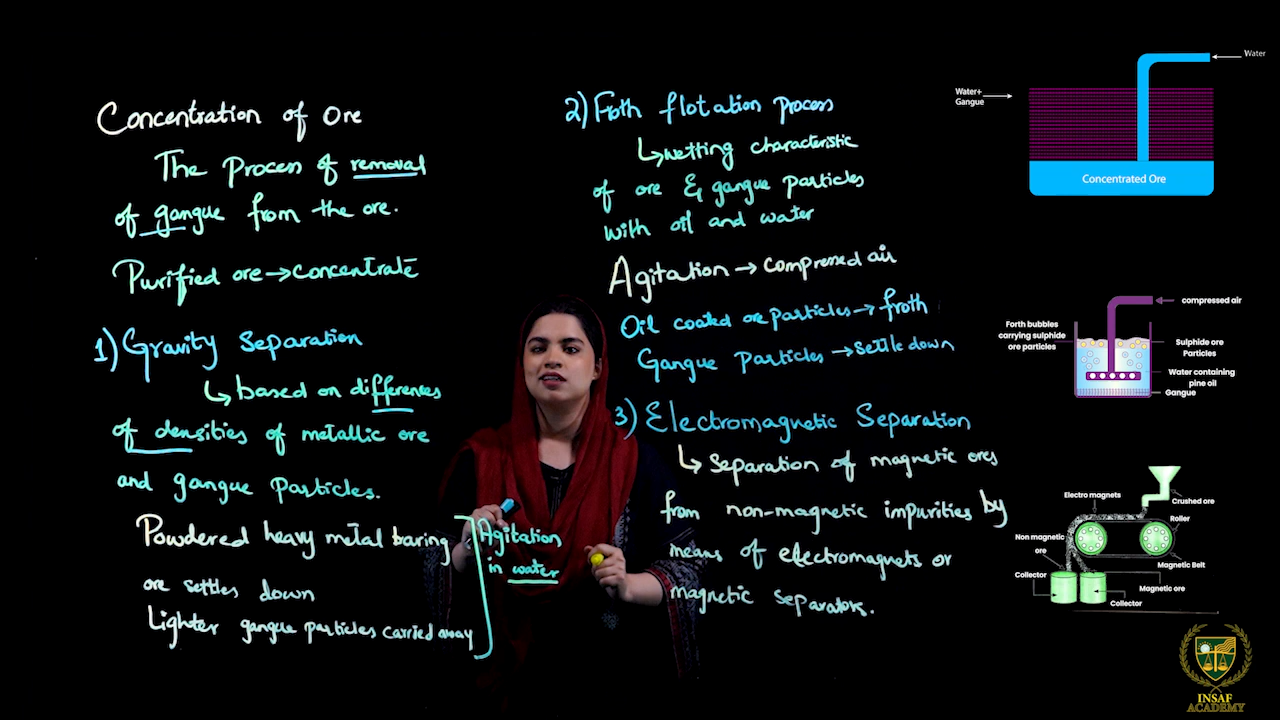 Concentration of Ore
The Process of removal
of gangue from the ore.
Purified ore → concentrate
1) Gravity Separation
↳ based on differences
of densities of metallic ore
and gangue particles.
Powdered heavy metal baring
ore settles down
Lighter gangue particles carried away
Agitation
in water
2) Froth flotation process
↳ wetting characteristic
of ore & gangue particles
with oil and water
Agitation → compressed air
Oil coated ore particles → froth
Gangue particles → settle down
3) Electromagnetic Separation
↳ Separation of magnetic ores
from non-magnetic impurities by
means of electromagnets or
magnetic separators.
Water
Water+
Gangue
Concentrated Ore
compressed air
Forth bubbles
carrying sulphide
ore particles
Sulphide ore
Particles
Water containing
pine oil
Gangue
Electro magnets
Crushed ore
Roller
Non magnetic
ore
Magnetic Belt
Collector
Magnetic ore
Collector
INSAF
ACADEMY